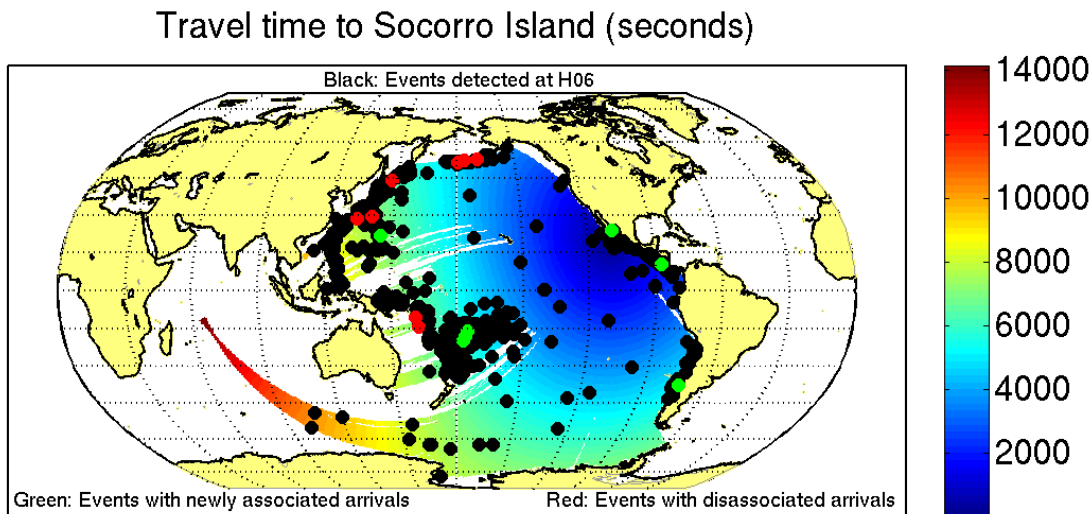 Travel time to Socorro Island (seconds)
Black: Events detected at H06
14000
12000
10000
8000
6000
4000
2000
Green: Events with newly associated arrivals
Red: Events with disassociated arrivals